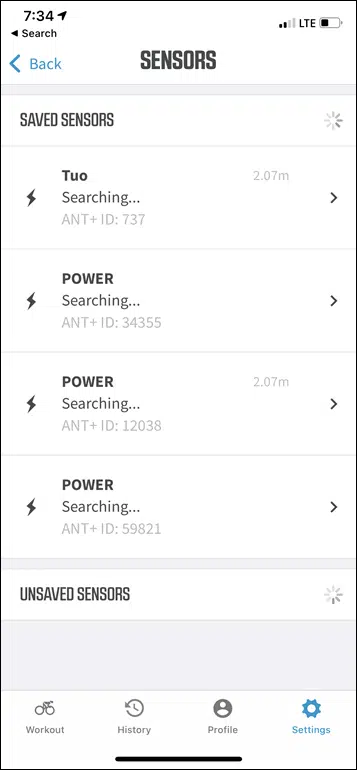 7:34
LTE
◀ Search
Back
SENSORS
SAVED SENSORS
Tuo
2.07m
Searching...
ANT+ ID: 737
POWER
Searching...
ANT+ ID: 34355
POWER
2.07m
Searching...
ANT+ ID: 12038
POWER
Searching...
ANT+ ID: 59821
UNSAVED SENSORS
Workout
History
Profile
Settings